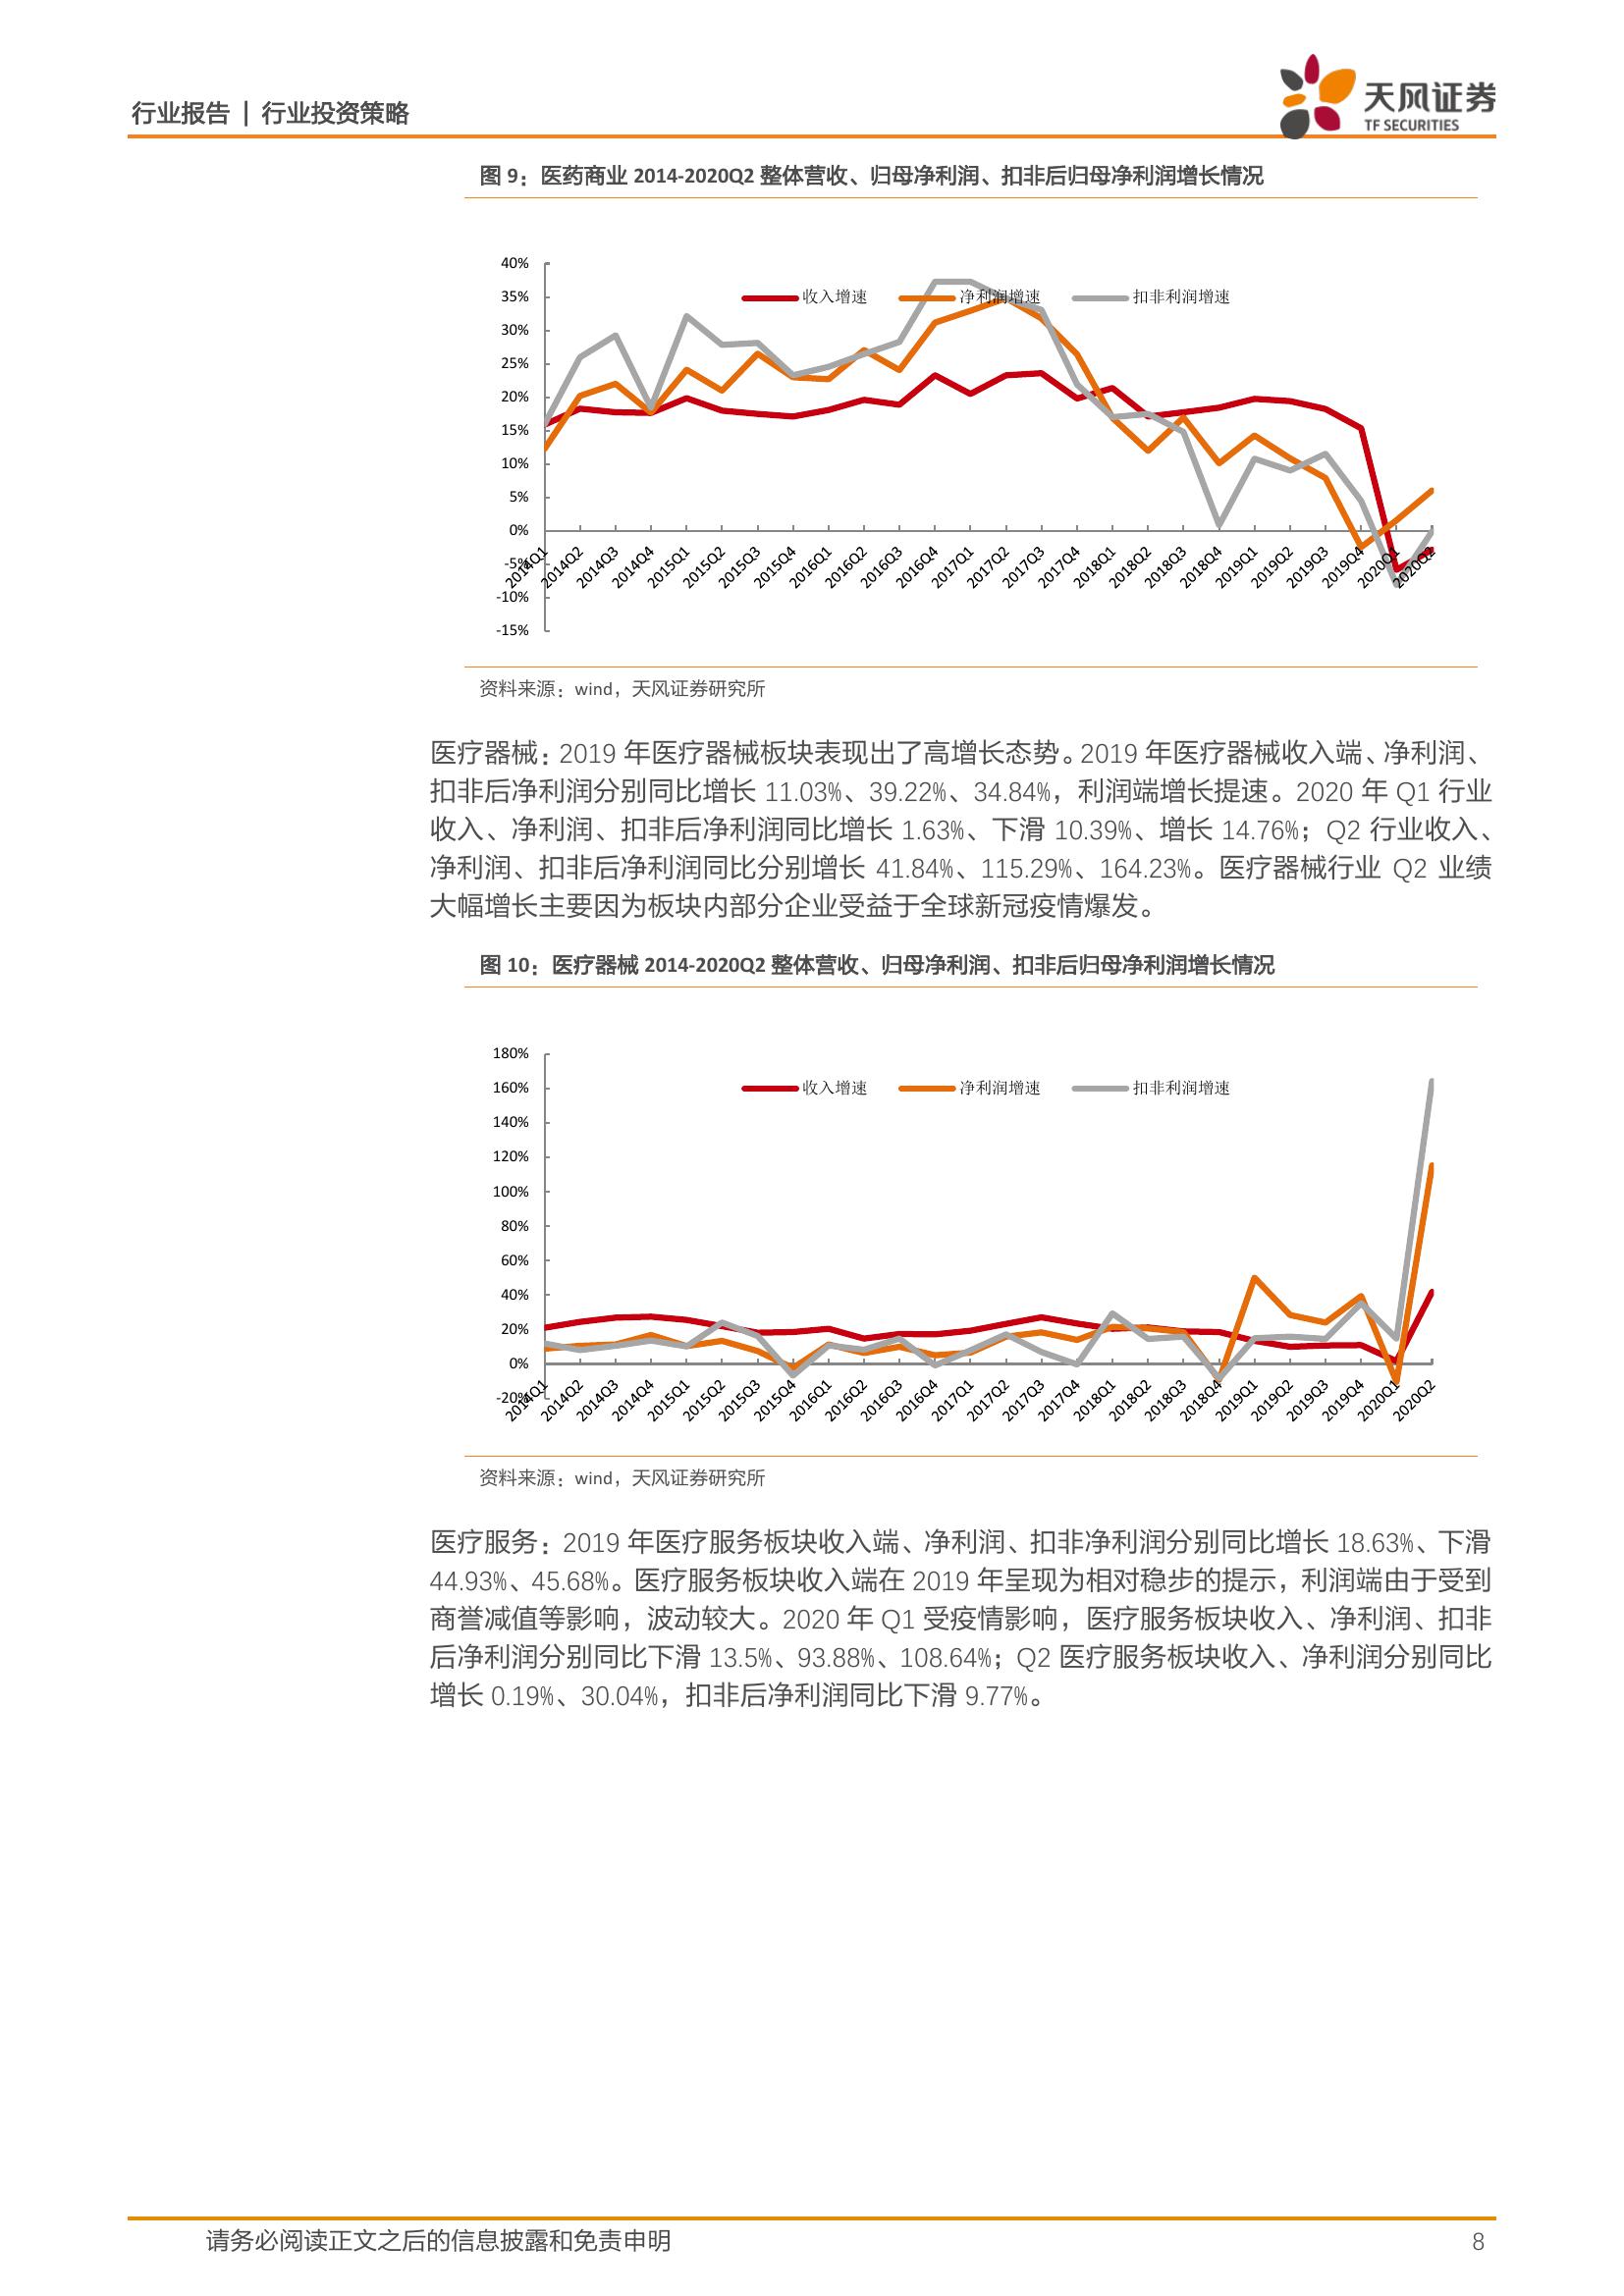 行业报告 | 行业投资策略
天风证券
TF SECURITIES
图 9：医药商业 2014-2020Q2 整体营收、归母净利润、扣非后归母净利润增长情况
40%
35%
30%
25%
20%
15%
10%
5%
0%
-5%
-10%
-15%
收入增速 净利润增速 扣非利润增速
2014Q1 2014Q2 2014Q3 2014Q4 2015Q1 2015Q2 2015Q3 2015Q4 2016Q1 2016Q2 2016Q3 2016Q4 2017Q1 2017Q2 2017Q3 2017Q4 2018Q1 2018Q2 2018Q3 2018Q4 2019Q1 2019Q2 2019Q3 2019Q4 2020Q1 2020Q2
资料来源：wind，天风证券研究所
医疗器械：2019 年医疗器械板块表现出了高增长态势。2019 年医疗器械收入端、净利润、
扣非后净利润分别同比增长 11.03%、39.22%、34.84%，利润端增长提速。2020 年 Q1 行业
收入、净利润、扣非后净利润同比增长 1.63%、下滑 10.39%、增长 14.76%；Q2 行业收入、
净利润、扣非后净利润同比分别增长 41.84%、115.29%、164.23%。医疗器械行业 Q2 业绩
大幅增长主要因为板块内部分企业受益于全球新冠疫情爆发。
图 10：医疗器械 2014-2020Q2 整体营收、归母净利润、扣非后归母净利润增长情况
180%
160%
140%
120%
100%
80%
60%
40%
20%
0%
-20%
收入增速 净利润增速 扣非利润增速
2014Q1 2014Q2 2014Q3 2014Q4 2015Q1 2015Q2 2015Q3 2015Q4 2016Q1 2016Q2 2016Q3 2016Q4 2017Q1 2017Q2 2017Q3 2017Q4 2018Q1 2018Q2 2018Q3 2018Q4 2019Q1 2019Q2 2019Q3 2019Q4 2020Q1 2020Q2
资料来源：wind，天风证券研究所
医疗服务：2019 年医疗服务板块收入端、净利润、扣非净利润分别同比增长 18.63%、下滑
44.93%、45.68%。医疗服务板块收入端在 2019 年呈现为相对稳步的提示，利润端由于受到
商誉减值等影响，波动较大。2020 年 Q1 受疫情影响，医疗服务板块收入、净利润、扣非
后净利润分别同比下滑 13.5%、93.88%、108.64%；Q2 医疗服务板块收入、净利润分别同比
增长 0.19%、30.04%，扣非后净利润同比下滑 9.77%。
请务必阅读正文之后的信息披露和免责申明
8